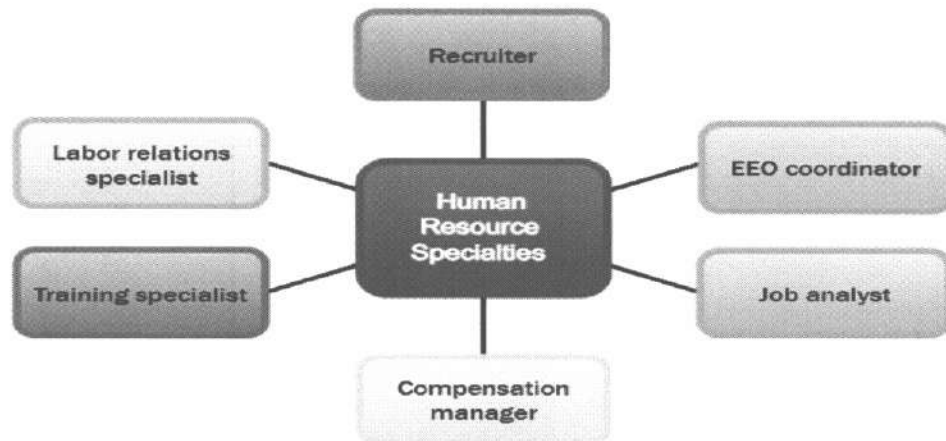 Recruiter
Labor relations
specialist
EEO coordinator
Human
Resource
Specialties
Training specialist
Job analyst
Compensation
manager